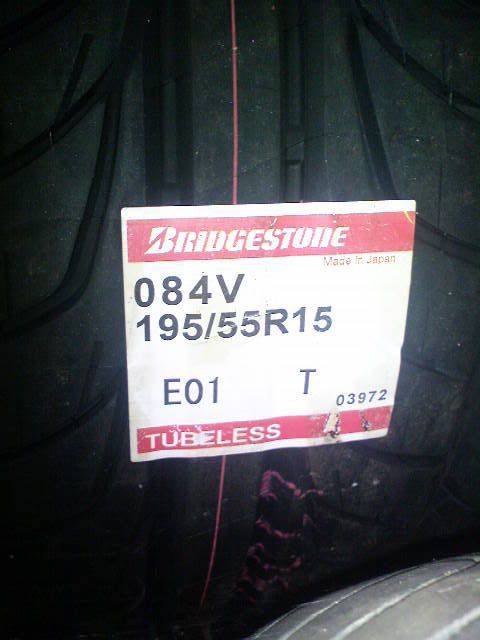 BRIDGESTONE
Made In Japan
084V
195/55R15
E01 T 03972
TUBELESS